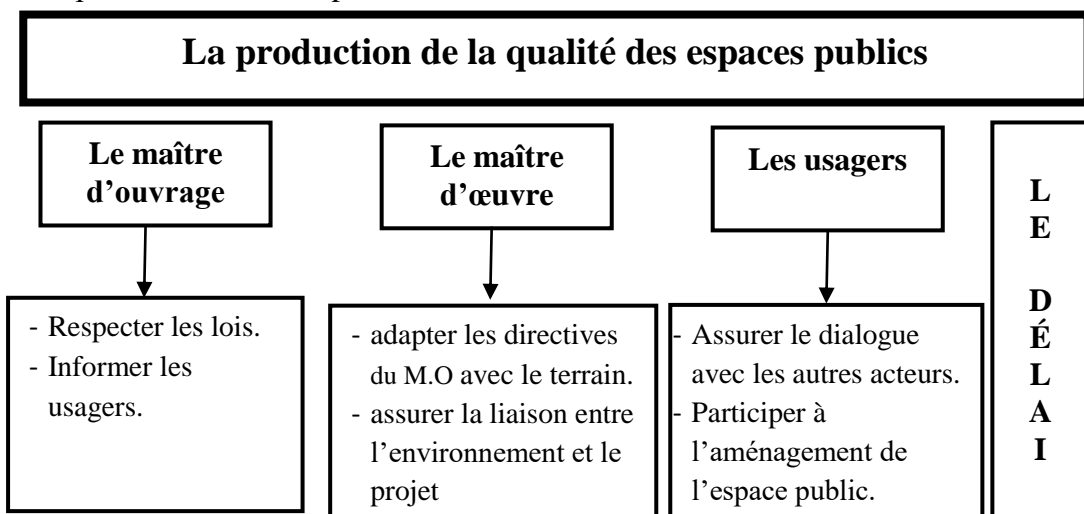 La production de la qualité des espaces publics
Le maître
d’ouvrage
Le maître
d’œuvre
Les usagers
- Respecter les lois.
- Informer les
usagers.
- adapter les directives
du M.O avec le terrain.
- assurer la liaison entre
l’environnement et le
projet
- Assurer le dialogue
avec les autres acteurs.
- Participer à
l’aménagement de
l’espace public.
L
E
D
É
L
A
I